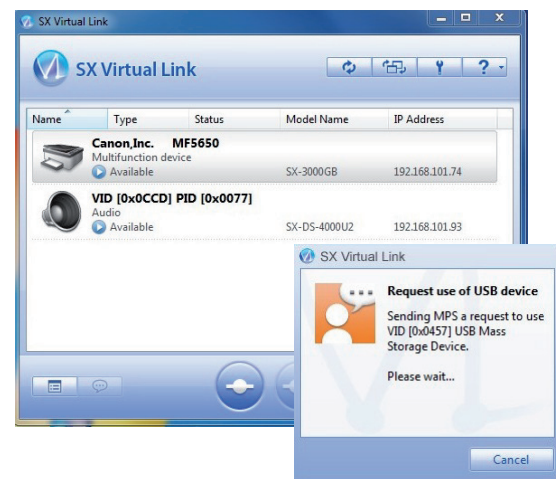 SX Virtual Link
SX Virtual Link
?
Name Type Status Model Name IP Address
Canon,Inc. MF5650
Multifunction device
Available SX-3000GB 192.168.101.74
VID [0x0CCD] PID [0x0077]
Audio
Available SX-DS-4000U2 192.168.101.93
SX Virtual Link
Request use of USB device
Sending MPS a request to use
VID [0x0457] USB Mass
Storage Device.
Please wait...
Cancel